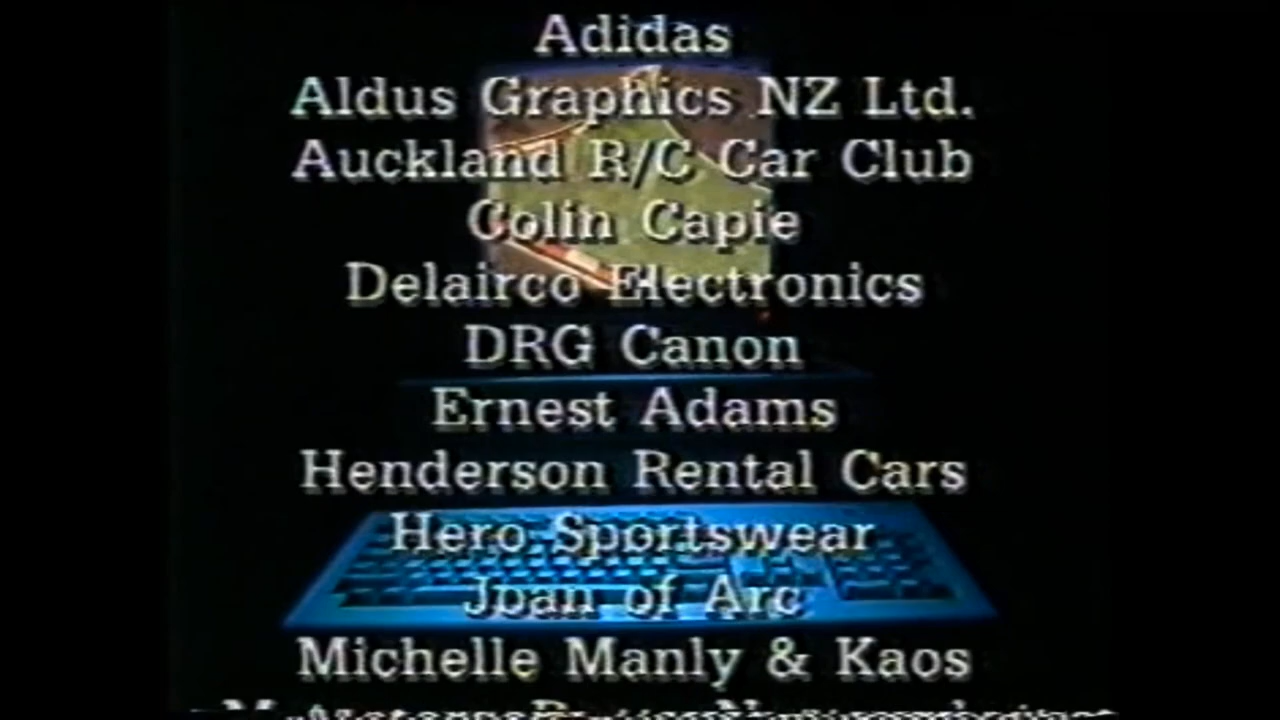 Adidas
Aldus Graphics NZ Ltd.
Auckland R/C Car Club
Colin Capie
Delairco Electronics
DRG Canon
Ernest Adams
Henderson Rental Cars
Hero Sportswear
Joan of Arc
Michelle Manly & Kaos